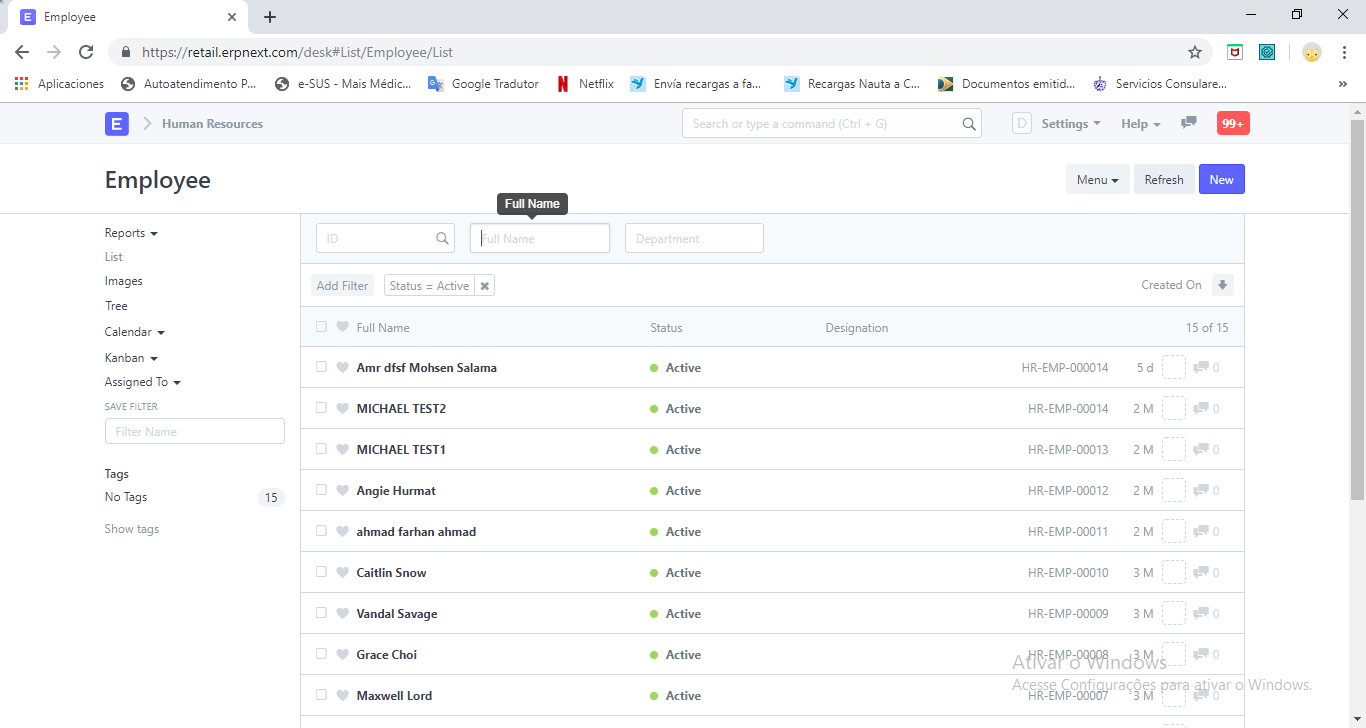 Employee
https://retail.erpnext.com/desk#List/Employee/List
Aplicaciones
Autoatendimento P...
e-SUS - Mais Médic...
Google Tradutor
Netflix
Envía recargas a fa...
Recargas Nauta a C...
Documentos emitid...
Servicios Consulare...
E
Human Resources
Search or type a command (Ctrl + G)
D
Settings
Help
99+
Employee
Menu
Refresh
New
Full Name
Reports
List
Images
Tree
Calendar
Kanban
Assigned To
SAVE FILTER
Filter Name
Tags
No Tags 15
Show tags
ID
Full Name
Department
Add Filter
Status = Active
Created On
Full Name Status Designation 15 of 15
Amr dfsf Mohsen Salama Active HR-EMP-000014 5 d 0
MICHAEL TEST2 Active HR-EMP-00014 2 M 0
MICHAEL TEST1 Active HR-EMP-00013 2 M 0
Angie Hurmat Active HR-EMP-00012 2 M 0
ahmad farhan ahmad Active HR-EMP-00011 2 M 0
Caitlin Snow Active HR-EMP-00010 3 M 0
Vandal Savage Active HR-EMP-00009 3 M 0
Grace Choi Active HR-EMP-00008 3 M 0
Maxwell Lord Active HR-EMP-00007 3 M 0
Ativar o Windows
Acesse Configurações para ativar o Windows.